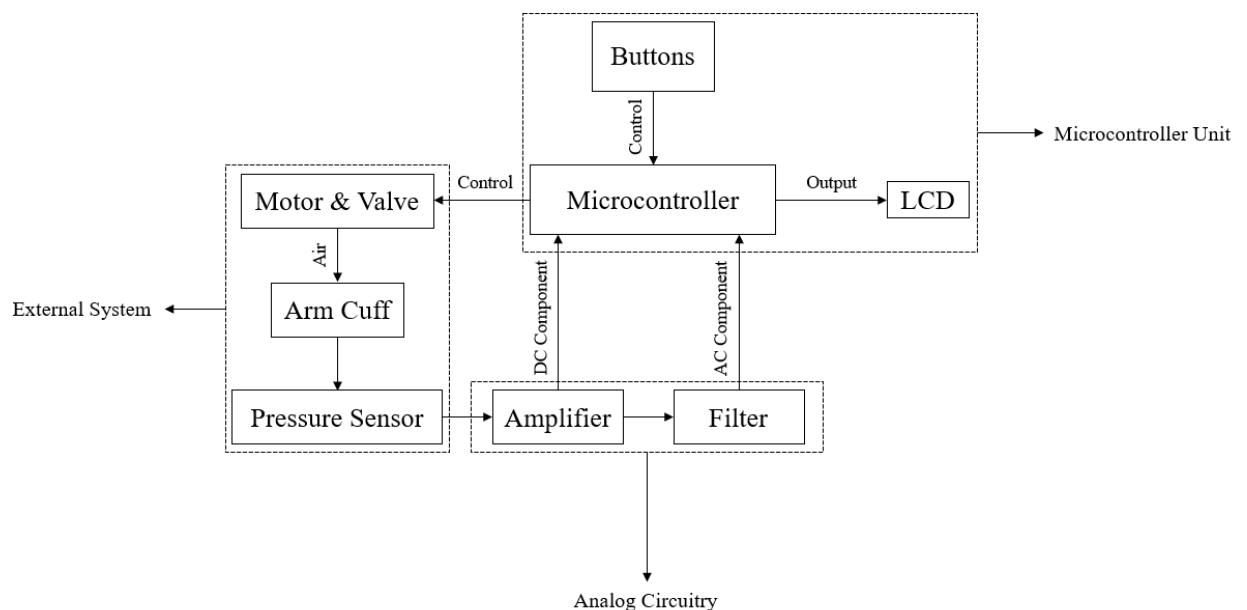 Buttons
Control
Microcontroller Unit
Motor & Valve
Control
Microcontroller
Output
LCD
Air
External System
Arm Cuff
DC Component
AC Component
Pressure Sensor
Amplifier
Filter
Analog Circuitry